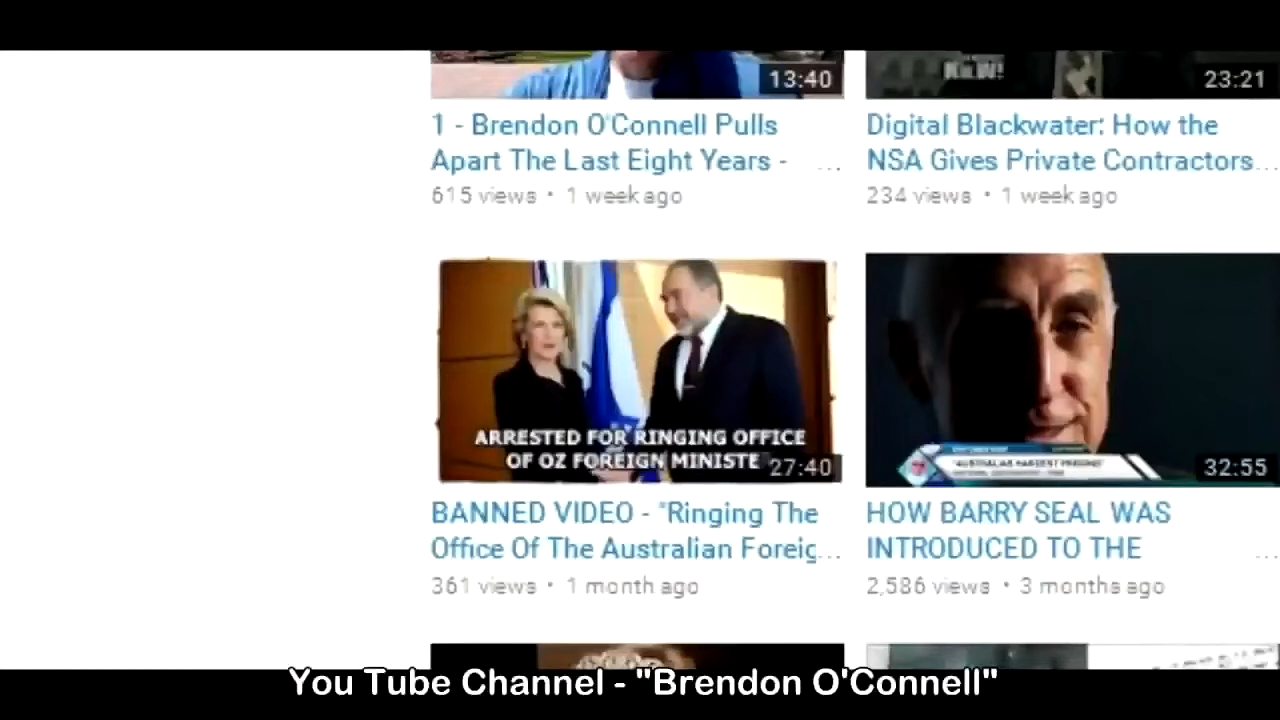 13:40
23:21
1 - Brendon O'Connell Pulls
Apart The Last Eight Years - ...
615 views • 1 week ago
Digital Blackwater: How the
NSA Gives Private Contractors...
234 views • 1 week ago
ARRESTED FOR RINGING OFFICE
OF OZ FOREIGN MINISTE
27:40
32:55
BANNED VIDEO - "Ringing The
Office Of The Australian Foreig...
361 views • 1 month ago
HOW BARRY SEAL WAS
INTRODUCED TO THE ...
2,586 views • 3 months ago
You Tube Channel - "Brendon O'Connell"